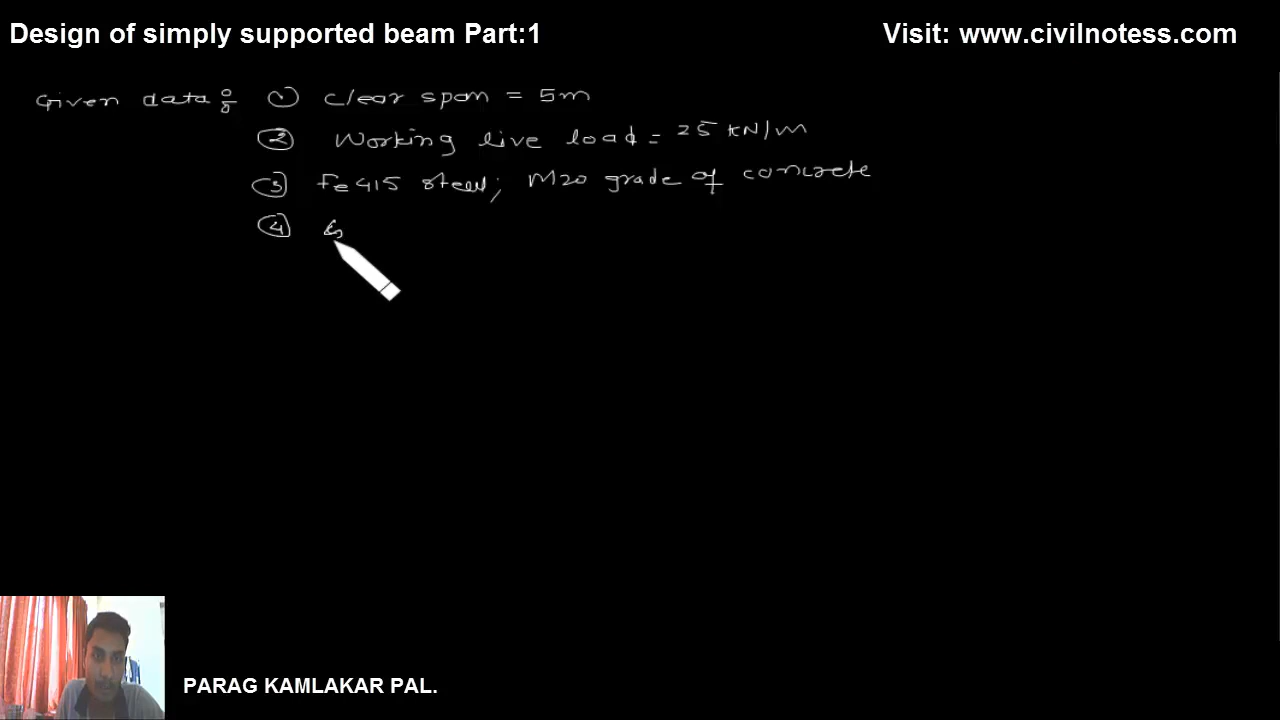 Design of simply supported beam Part:1 Visit: www.civilnotess.com
Given data: ① clear span = 5m
② Working live load = 25 kN/m
③ Fe415 steel; M20 grade of concrete
④
PARAG KAMLAKAR PAL.